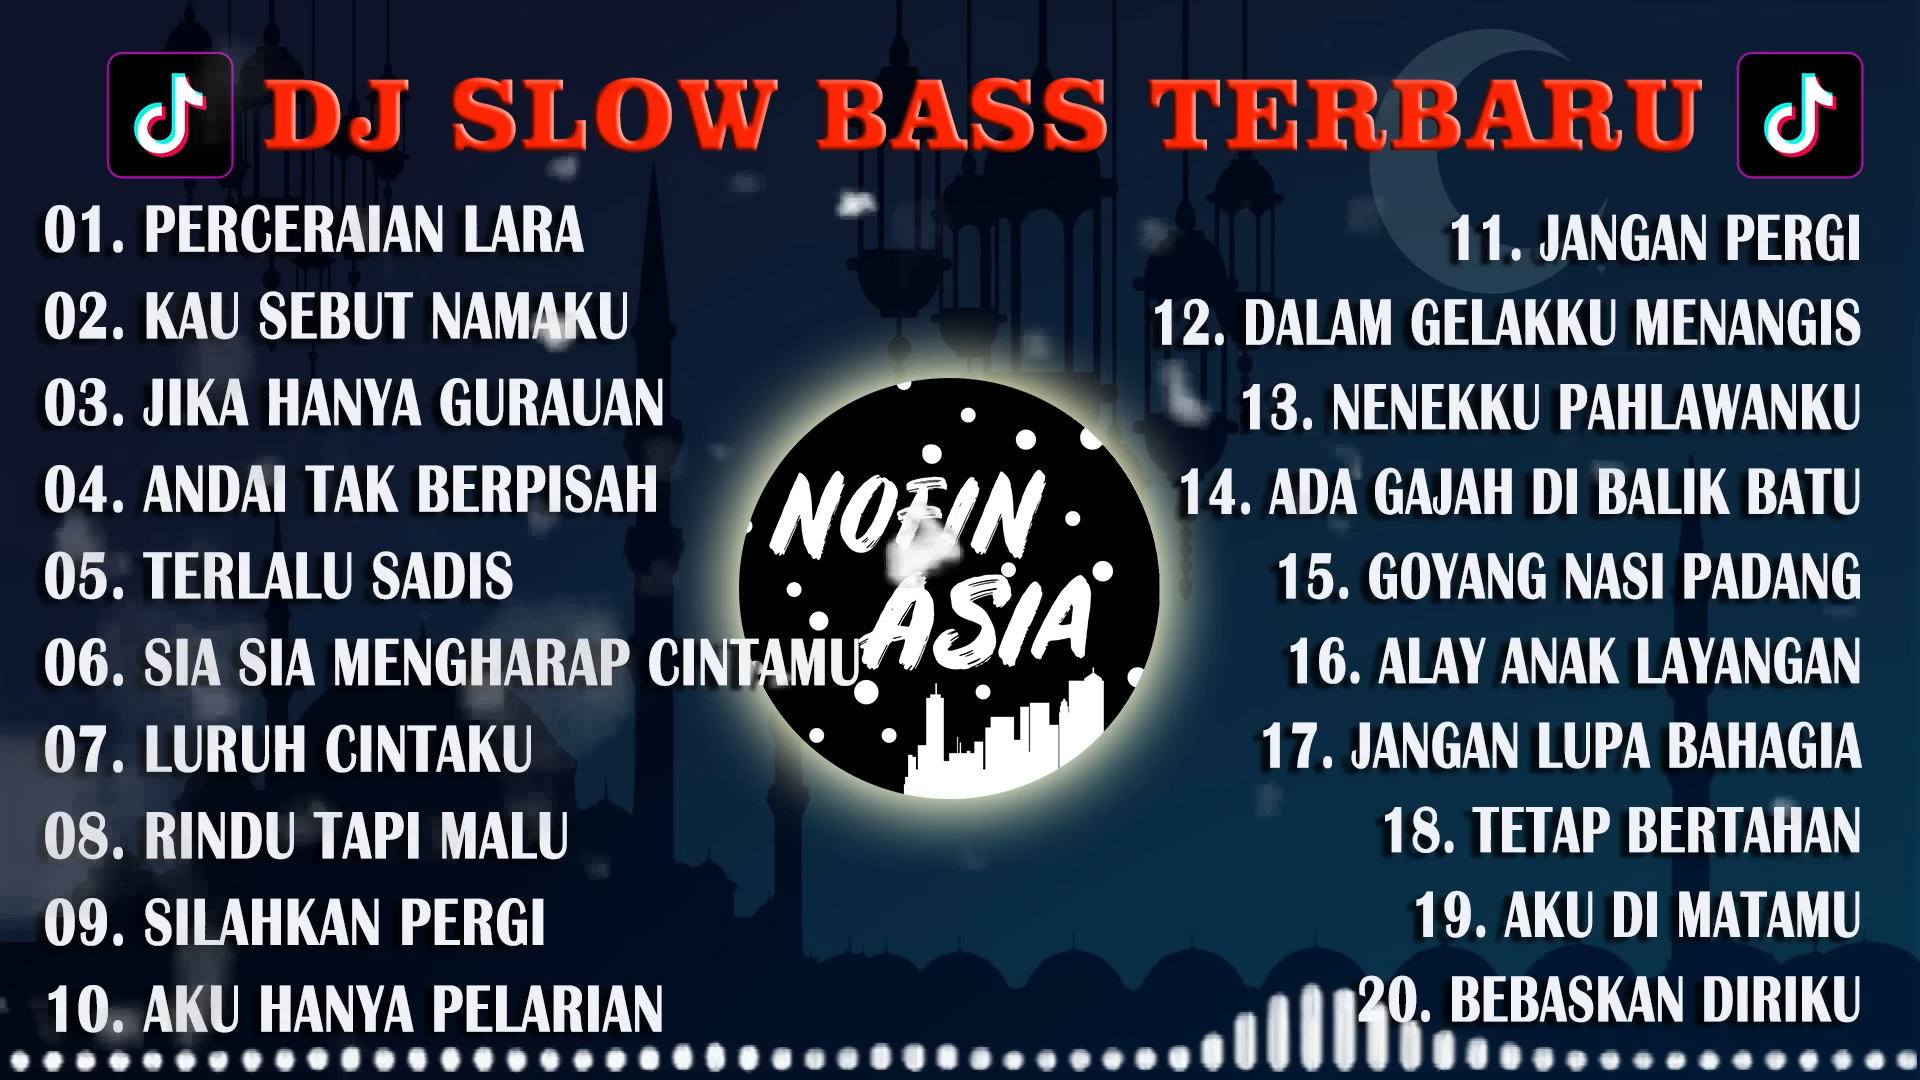 DJ SLOW BASS TERBARU
01. PERCERAIAN LARA
02. KAU SEBUT NAMAKU
03. JIKA HANYA GURAUAN
04. ANDAI TAK BERPISAH
05. TERLALU SADIS
06. SIA SIA MENGHARAP CINTAMU
07. LURUH CINTAKU
08. RINDU TAPI MALU
09. SILAHKAN PERGI
10. AKU HANYA PELARIAN
ASIA
11. JANGAN PERGI
12. DALAM GELAKKU MENANGIS
13. NENEKKU PAHLAWANKU
14. ADA GAJAH DI BALIK BATU
15. GOYANG NASI PADANG
16. ALAY ANAK LAYANGAN
17. JANGAN LUPA BAHAGIA
18. TETAP BERTAHAN
19. AKU DI MATAMU
20. BEBASKAN DIRIKU